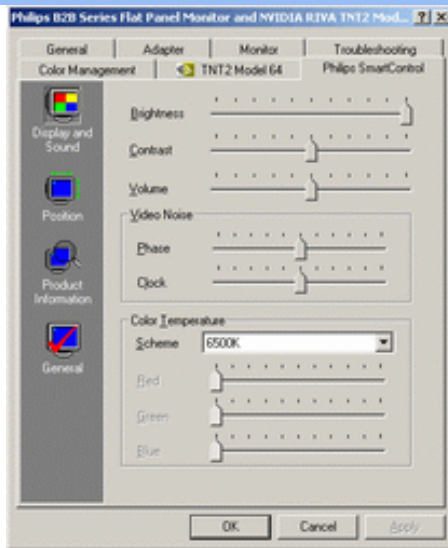 Philips B2B Series Flat Panel Monitor and NVIDIA RIVA TNT2 Mod... ? X
General Adapter Monitor Troubleshooting
Color Management TNT2 Model 64 Philips SmartControl
Display and
Sound
Position
Product
Information
General
Brightness
Contrast
Volume
Video Noise
Phase
Clock
Color Temperature
Scheme 6500K
Red
Green
Blue
OK Cancel Apply